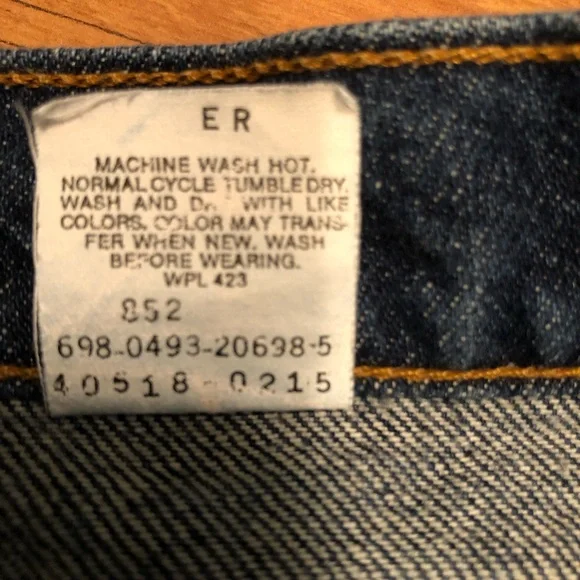 ER
MACHINE WASH HOT.
NORMAL CYCLE TUMBLE DRY.
WASH AND WITH LIKE
COLORS. COLOR MAY TRANS-
FER WHEN NEW. WASH
BEFORE WEARING.
WPL 423
852
698-0493-20698-5
40518-0215